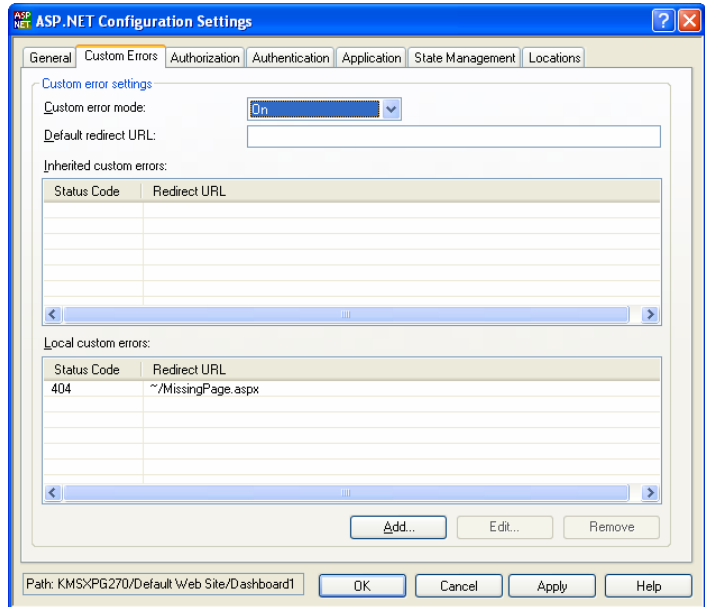 ASP.NET Configuration Settings
General Custom Errors Authorization Authentication Application State Management Locations
Custom error settings
Custom error mode: On
Default redirect URL:
Inherited custom errors:
Status Code Redirect URL
Local custom errors:
Status Code Redirect URL
404 ~/MissingPage.aspx
Add... Edit... Remove
Path: KMSXPG270/Default Web Site/Dashboard1 OK Cancel Apply Help